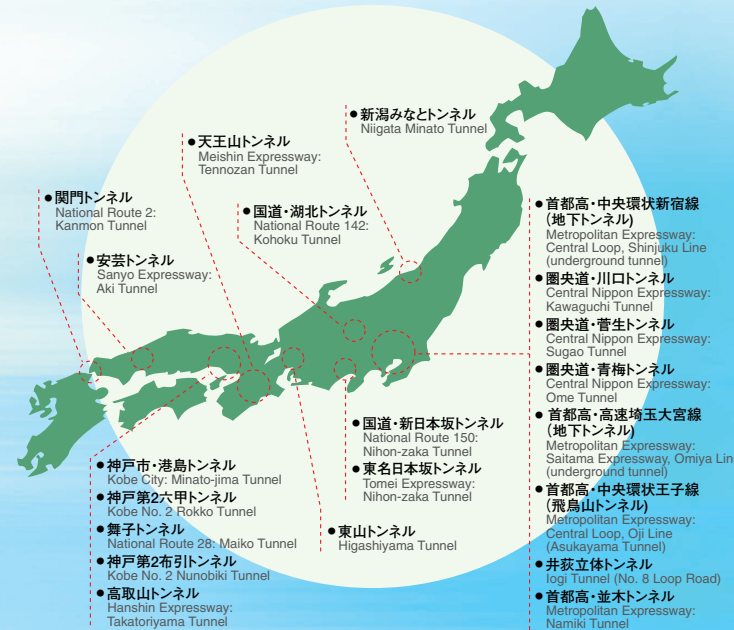 ●新潟みなとトンネル
Niigata Minato Tunnel
●天王山トンネル
Meishin Expressway:
Tennozan Tunnel
●関門トンネル
National Route 2:
Kanmon Tunnel
●国道・湖北トンネル
National Route 142:
Kohoku Tunnel
●安芸トンネル
Sanyo Expressway:
Aki Tunnel
●首都高・中央環状新宿線
(地下トンネル)
Metropolitan Expressway:
Central Loop, Shinjuku Line
(underground tunnel)
●圏央道・川口トンネル
Central Nippon Expressway:
Kawaguchi Tunnel
●圏央道・菅生トンネル
Central Nippon Expressway:
Sugao Tunnel
●圏央道・青梅トンネル
Central Nippon Expressway:
Ome Tunnel
●首都高・高速埼玉大宮線
(地下トンネル)
Metropolitan Expressway:
Saitama Expressway, Omiya Lin
(underground tunnel)
●首都高・中央環状王子線
(飛鳥山トンネル)
Metropolitan Expressway:
Central Loop, Oji Line
(Asukayama Tunnel)
●井荻立体トンネル
Iogi Tunnel (No. 8 Loop Road)
●首都高・並木トンネル
Metropolitan Expressway:
Namiki Tunnel
●国道・新日本坂トンネル
National Route 150:
Nihon-zaka Tunnel
●東名日本坂トンネル
Tomei Expressway:
Nihon-zaka Tunnel
●東山トンネル
Higashiyama Tunnel
●神戸市・港島トンネル
Kobe City: Minato-jima Tunnel
●神戸第2六甲トンネル
Kobe No. 2 Rokko Tunnel
●舞子トンネル
National Route 28: Maiko Tunnel
●神戸第2布引トンネル
Kobe No. 2 Nunobiki Tunnel
●高取山トンネル
Hanshin Expressway:
Takatoriyama Tunnel